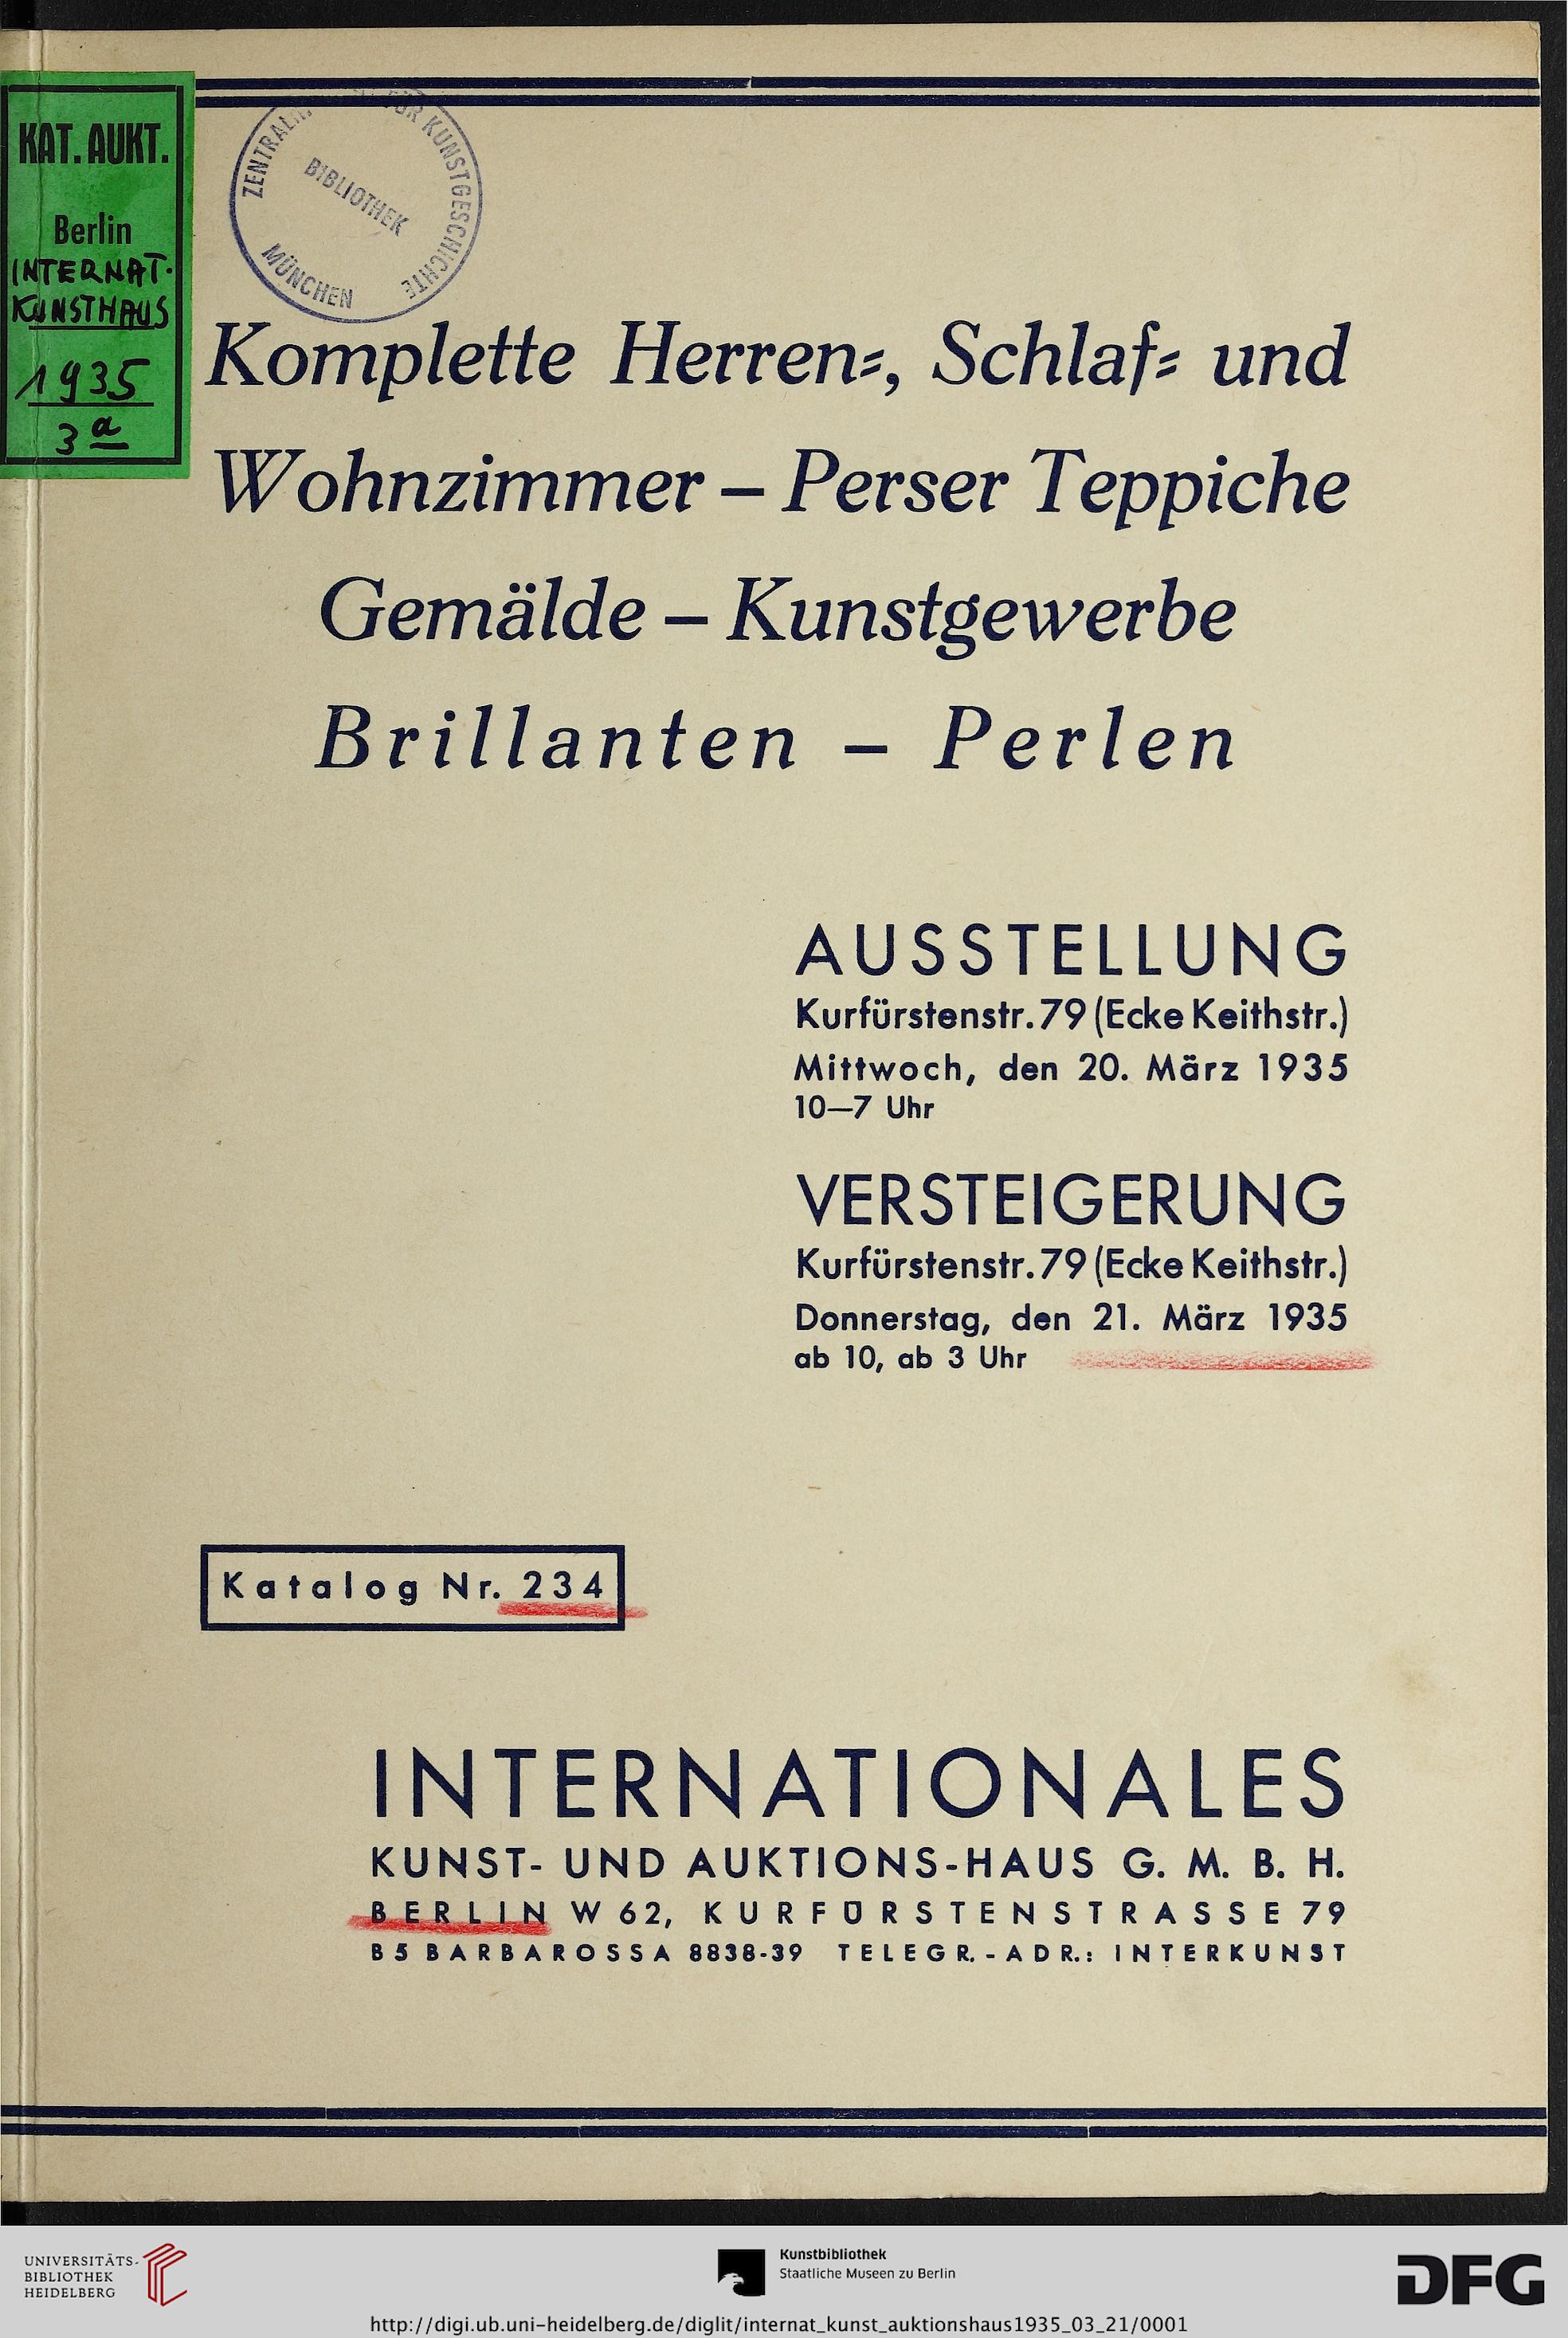 KAT. AUKT.
Berlin
INTERNAT.
KUNSTHAUS
1935
3 a
FÜR KUNSTGESCHICHTE
BIBLIOTHEK
MÜNCHEN
Komplette Herren=, Schlaf= und
Wohnzimmer – Perser Teppiche
Gemälde – Kunstgewerbe
Brillanten – Perlen
AUSSTELLUNG
Kurfürstenstr. 79 (Ecke Keithstr.)
Mittwoch, den 20. März 1935
10—7 Uhr
VERSTEIGERUNG
Kurfürstenstr. 79 (Ecke Keithstr.)
Donnerstag, den 21. März 1935
ab 10, ab 3 Uhr
Katalog Nr. 234
INTERNATIONALES
KUNST- UND AUKTIONS-HAUS G. M. B. H.
BERLIN W 62, KURFÜRSTENSTRASSE 79
B 5 BARBAROSSA 8838-39 TELEGR.-ADR.: INTERKUNST
UNIVERSITÄTS-
BIBLIOTHEK
HEIDELBERG
Kunstbibliothek
Staatliche Museen zu Berlin
DFG
http://digi.ub.uni-heidelberg.de/diglit/internat_kunst_auktionshaus1935_03_21/0001